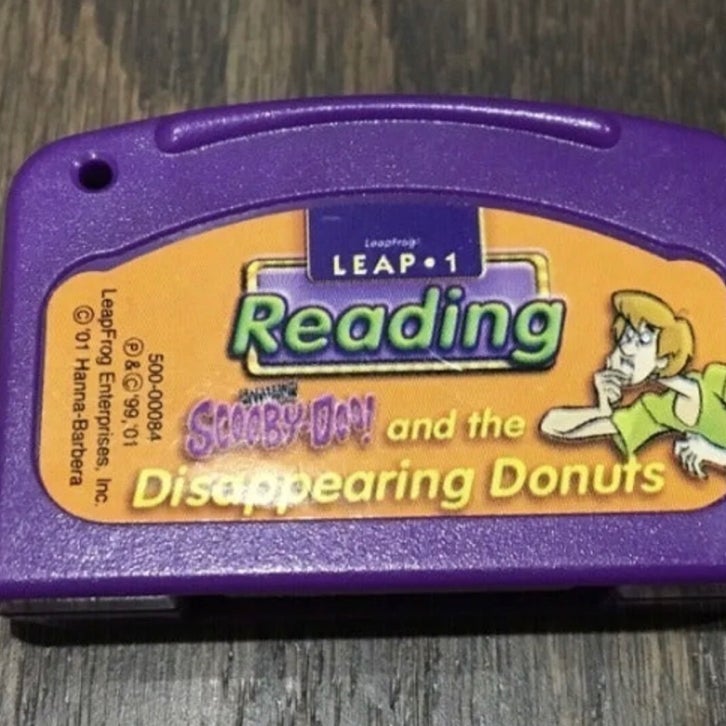 LeapFrog
LEAP•1
Reading
SCOOBY-DOO! and the
Disappearing Donuts
500-00084
℗ & © '99, '01
LeapFrog Enterprises, Inc.
© '01 Hanna-Barbera